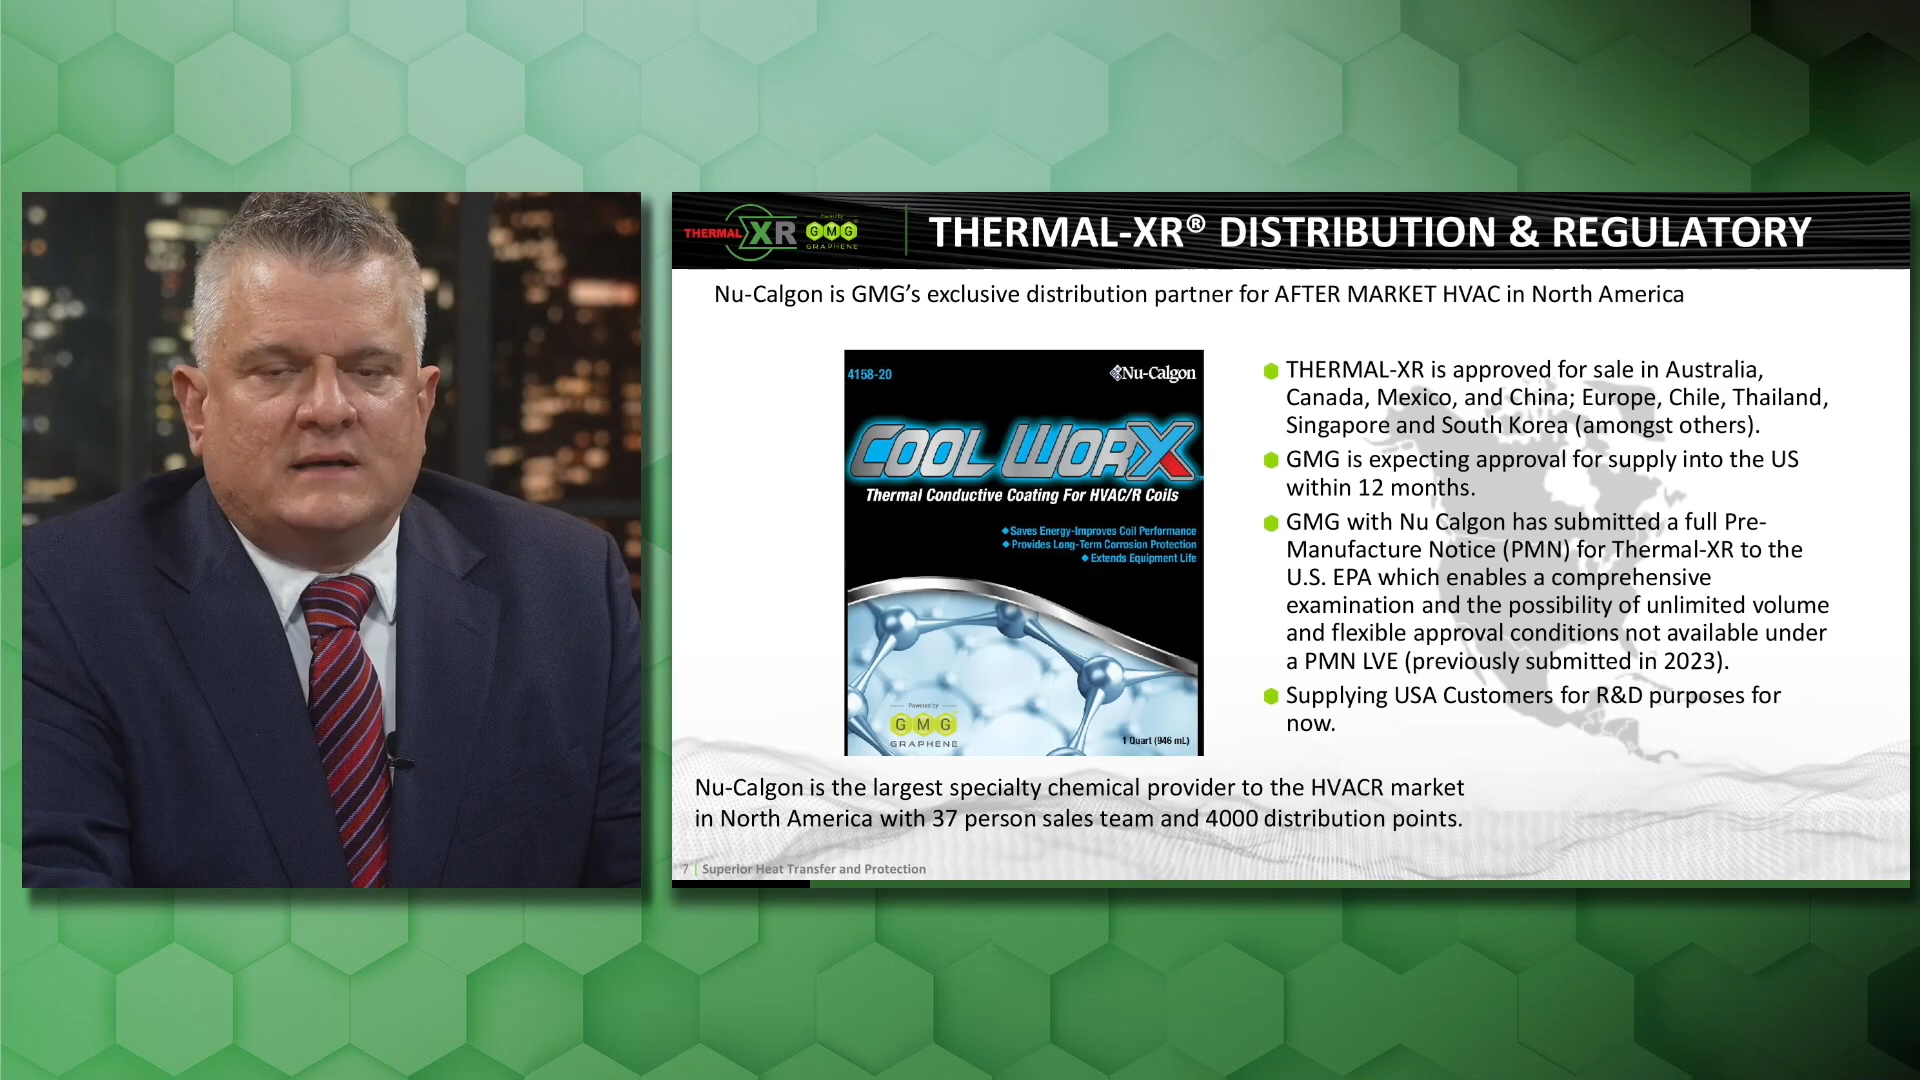 THERMAL XR
Powered by
GMG
GRAPHENE
THERMAL-XR® DISTRIBUTION & REGULATORY
Nu-Calgon is GMG’s exclusive distribution partner for AFTER MARKET HVAC in North America
4158-20
Nu-Calgon
COOL WORX
Thermal Conductive Coating For HVAC/R Coils
◆Saves Energy-Improves Coil Performance
◆Provides Long-Term Corrosion Protection
◆Extends Equipment Life
Powered by
GMG
GRAPHENE
1 Quart (946 mL)
THERMAL-XR is approved for sale in Australia,
Canada, Mexico, and China; Europe, Chile, Thailand,
Singapore and South Korea (amongst others).
GMG is expecting approval for supply into the US
within 12 months.
GMG with Nu Calgon has submitted a full Pre-
Manufacture Notice (PMN) for Thermal-XR to the
U.S. EPA which enables a comprehensive
examination and the possibility of unlimited volume
and flexible approval conditions not available under
a PMN LVE (previously submitted in 2023).
Supplying USA Customers for R&D purposes for
now.
Nu-Calgon is the largest specialty chemical provider to the HVACR market
in North America with 37 person sales team and 4000 distribution points.
7 | Superior Heat Transfer and Protection